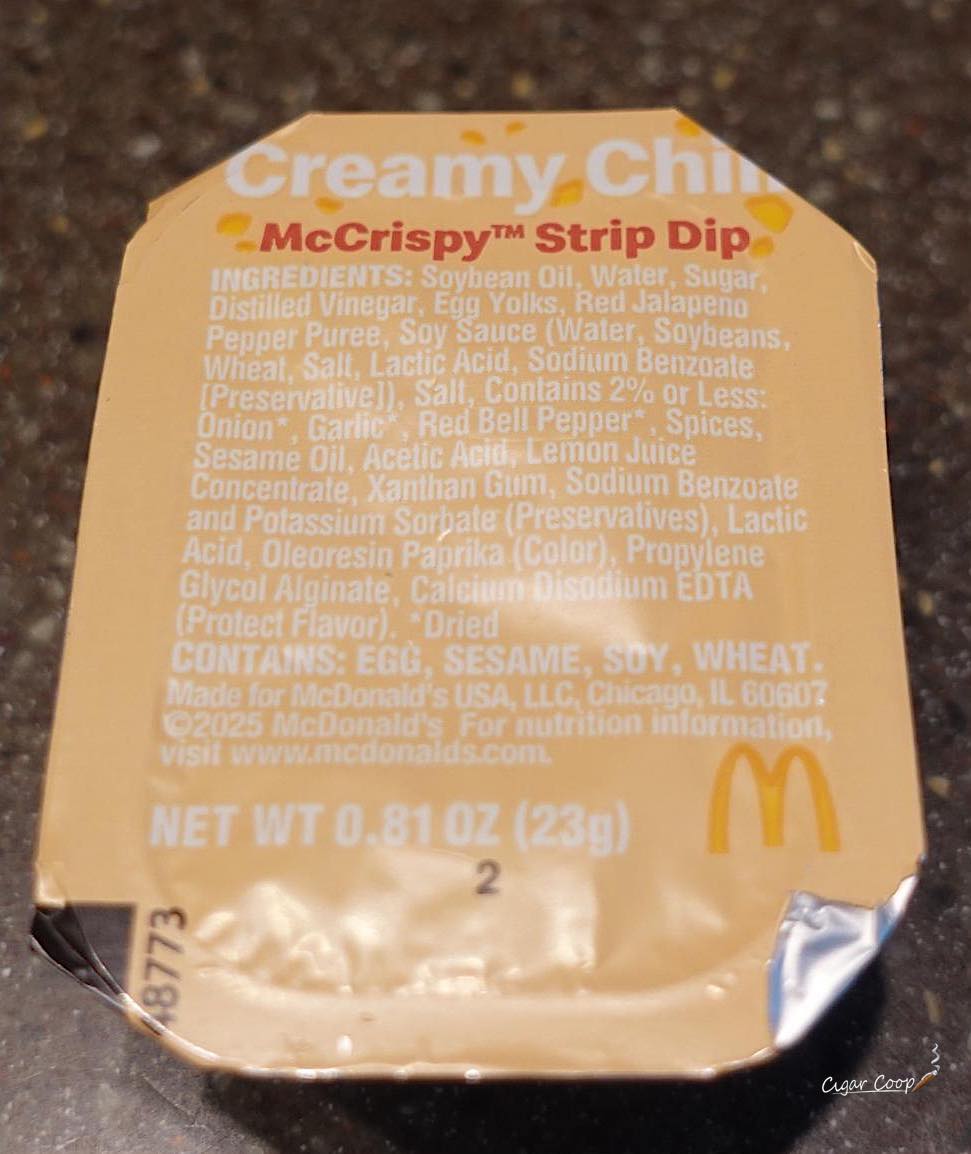 Creamy Chili
McCrispy™ Strip Dip
INGREDIENTS: Soybean Oil, Water, Sugar,
Distilled Vinegar, Egg Yolks, Red Jalapeno
Pepper Puree, Soy Sauce (Water, Soybeans,
Wheat, Salt, Lactic Acid, Sodium Benzoate
[Preservative]), Salt, Contains 2% or Less:
Onion*, Garlic*, Red Bell Pepper*, Spices,
Sesame Oil, Acetic Acid, Lemon Juice
Concentrate, Xanthan Gum, Sodium Benzoate
and Potassium Sorbate (Preservatives), Lactic
Acid, Oleoresin Paprika (Color), Propylene
Glycol Alginate, Calcium Disodium EDTA
(Protect Flavor). *Dried
CONTAINS: EGG, SESAME, SOY, WHEAT.
Made for McDonald's USA, LLC, Chicago, IL 60607
©2025 McDonald's For nutrition information,
visit www.mcdonalds.com.
NET WT 0.81 OZ (23g)
2
48773
Cigar Coop